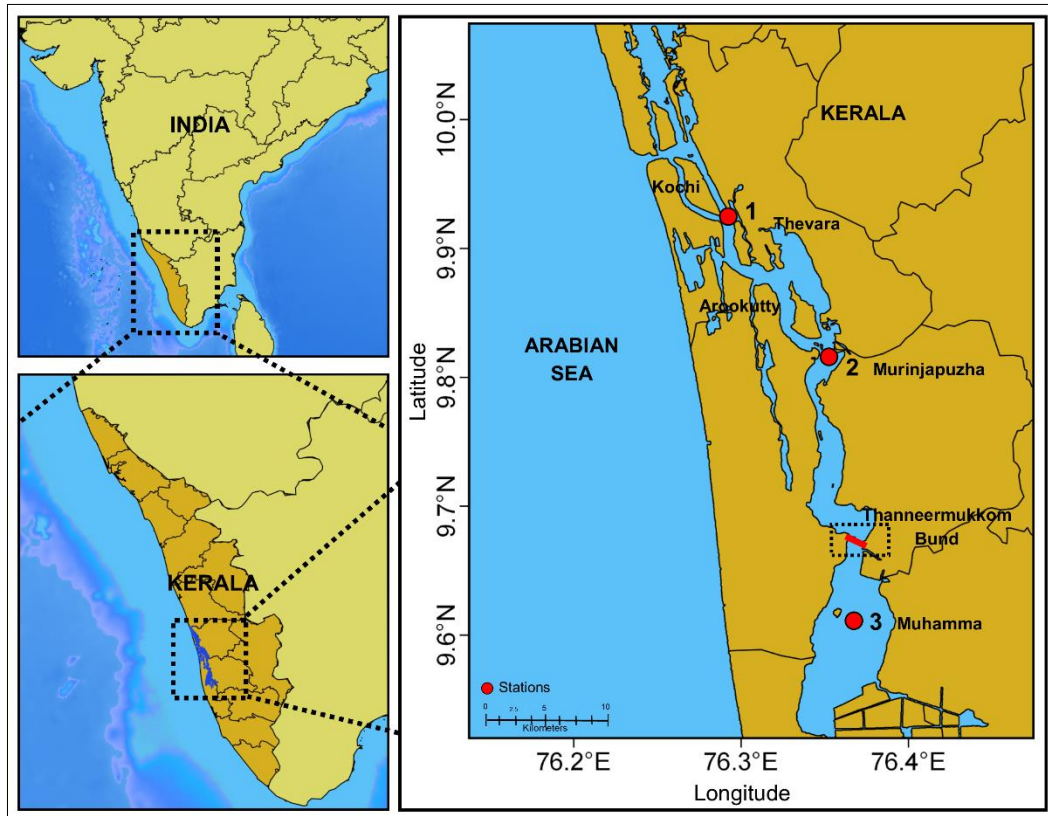 INDIA
KERALA
KERALA
Kochi
1
Thevara
Arookutty
ARABIAN
SEA
2
Murinjapuzha
Thanneermukkom
Bund
3
Muhamma
Stations
0 2.5 5 10
Kilometers
10.0°N
9.9°N
9.8°N
9.7°N
9.6°N
Latitude
76.2°E 76.3°E 76.4°E
Longitude